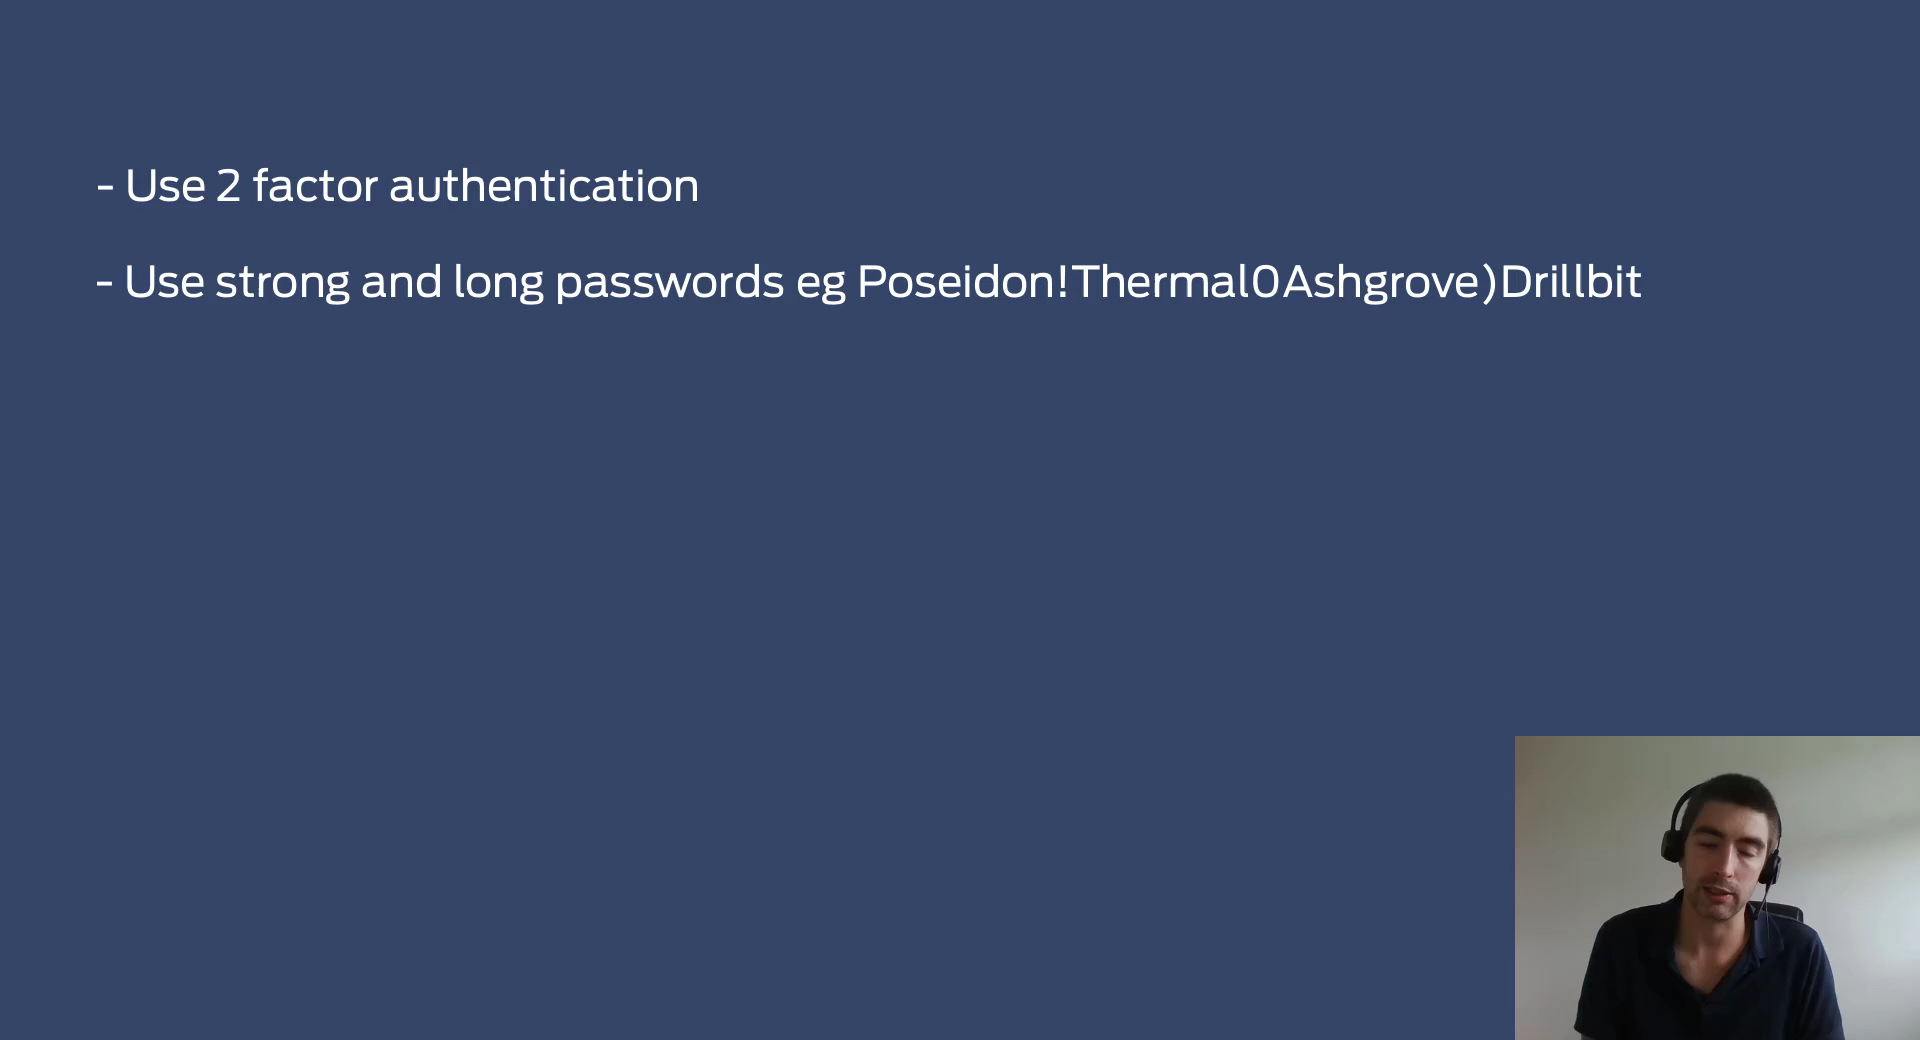 - Use 2 factor authentication
- Use strong and long passwords eg Poseidon!Thermal0Ashgrove)Drillbit